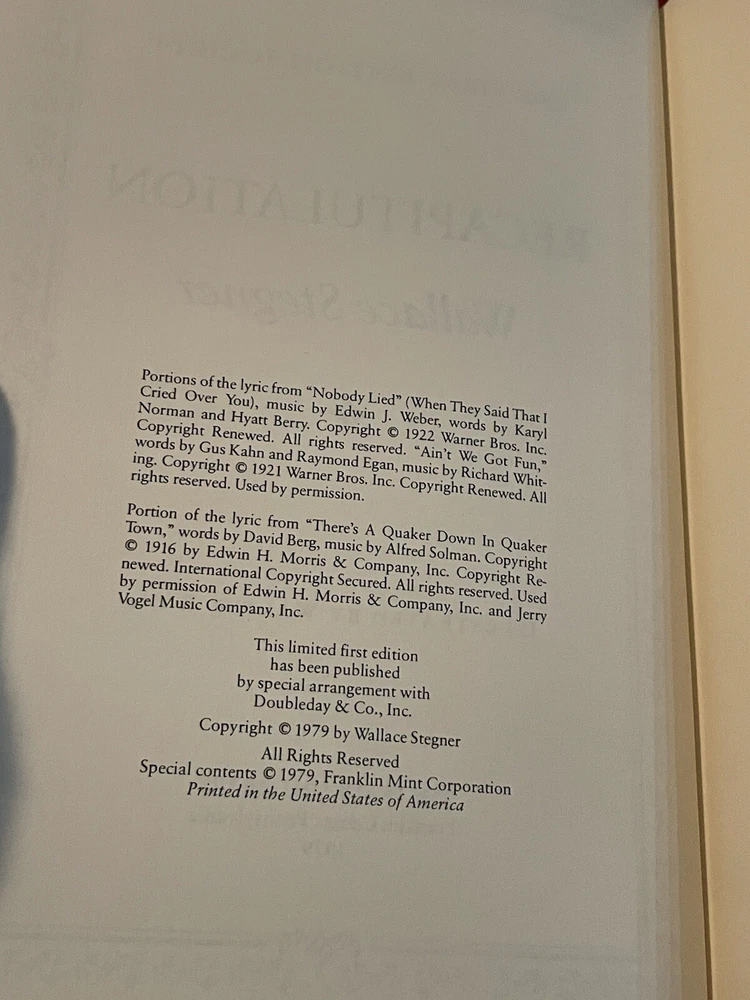 RECAPITULATION
Wallace Stegner
Portions of the lyric from “Nobody Lied” (When They Said That I
Cried Over You), music by Edwin J. Weber, words by Karyl
Norman and Hyatt Berry. Copyright © 1922 Warner Bros. Inc.
Copyright Renewed. All rights reserved. “Ain’t We Got Fun,”
words by Gus Kahn and Raymond Egan, music by Richard Whit-
ing. Copyright © 1921 Warner Bros. Inc. Copyright Renewed. All
rights reserved. Used by permission.
Portion of the lyric from “There’s A Quaker Down In Quaker
Town,” words by David Berg, music by Alfred Solman. Copyright
© 1916 by Edwin H. Morris & Company, Inc. Copyright Re-
newed. International Copyright Secured. All rights reserved. Used
by permission of Edwin H. Morris & Company, Inc. and Jerry
Vogel Music Company, Inc.
This limited first edition
has been published
by special arrangement with
Doubleday & Co., Inc.
Copyright © 1979 by Wallace Stegner
All Rights Reserved
Special contents © 1979, Franklin Mint Corporation
Printed in the United States of America
1979